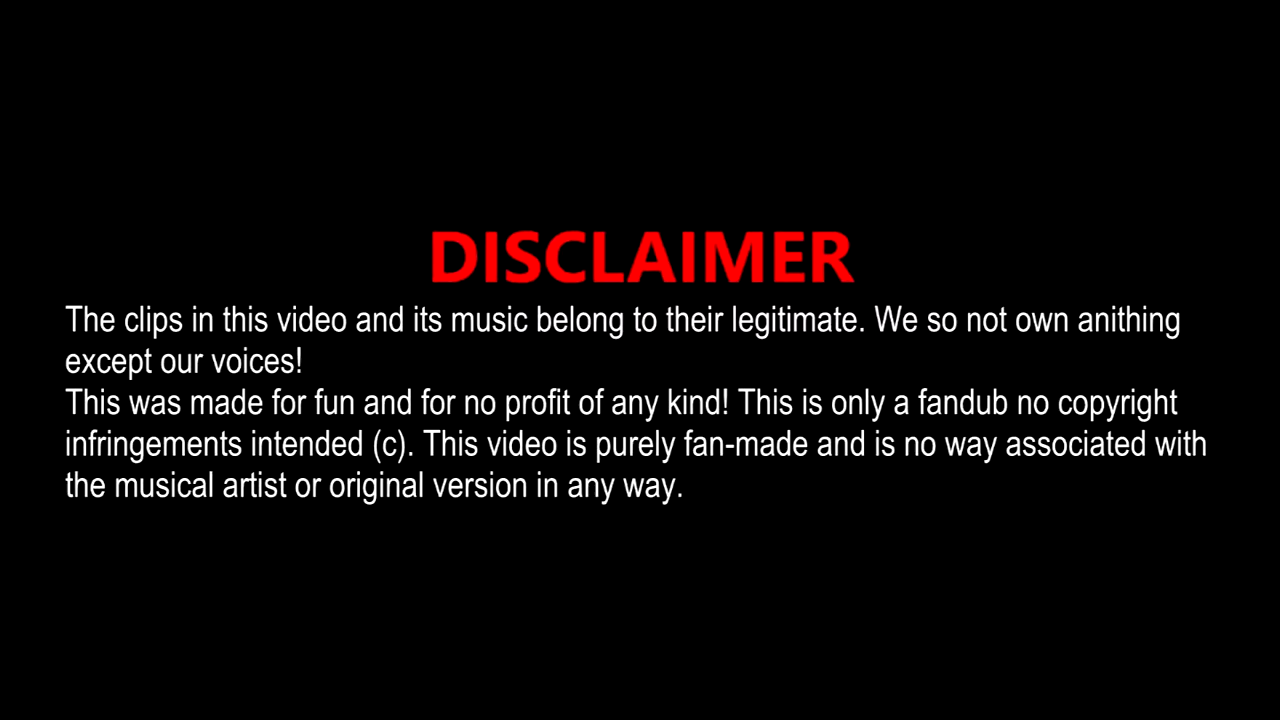 DISCLAIMER
The clips in this video and its music belong to their legitimate. We so not own anithing
except our voices!
This was made for fun and for no profit of any kind! This is only a fandub no copyright
infringements intended (c). This video is purely fan-made and is no way associated with
the musical artist or original version in any way.